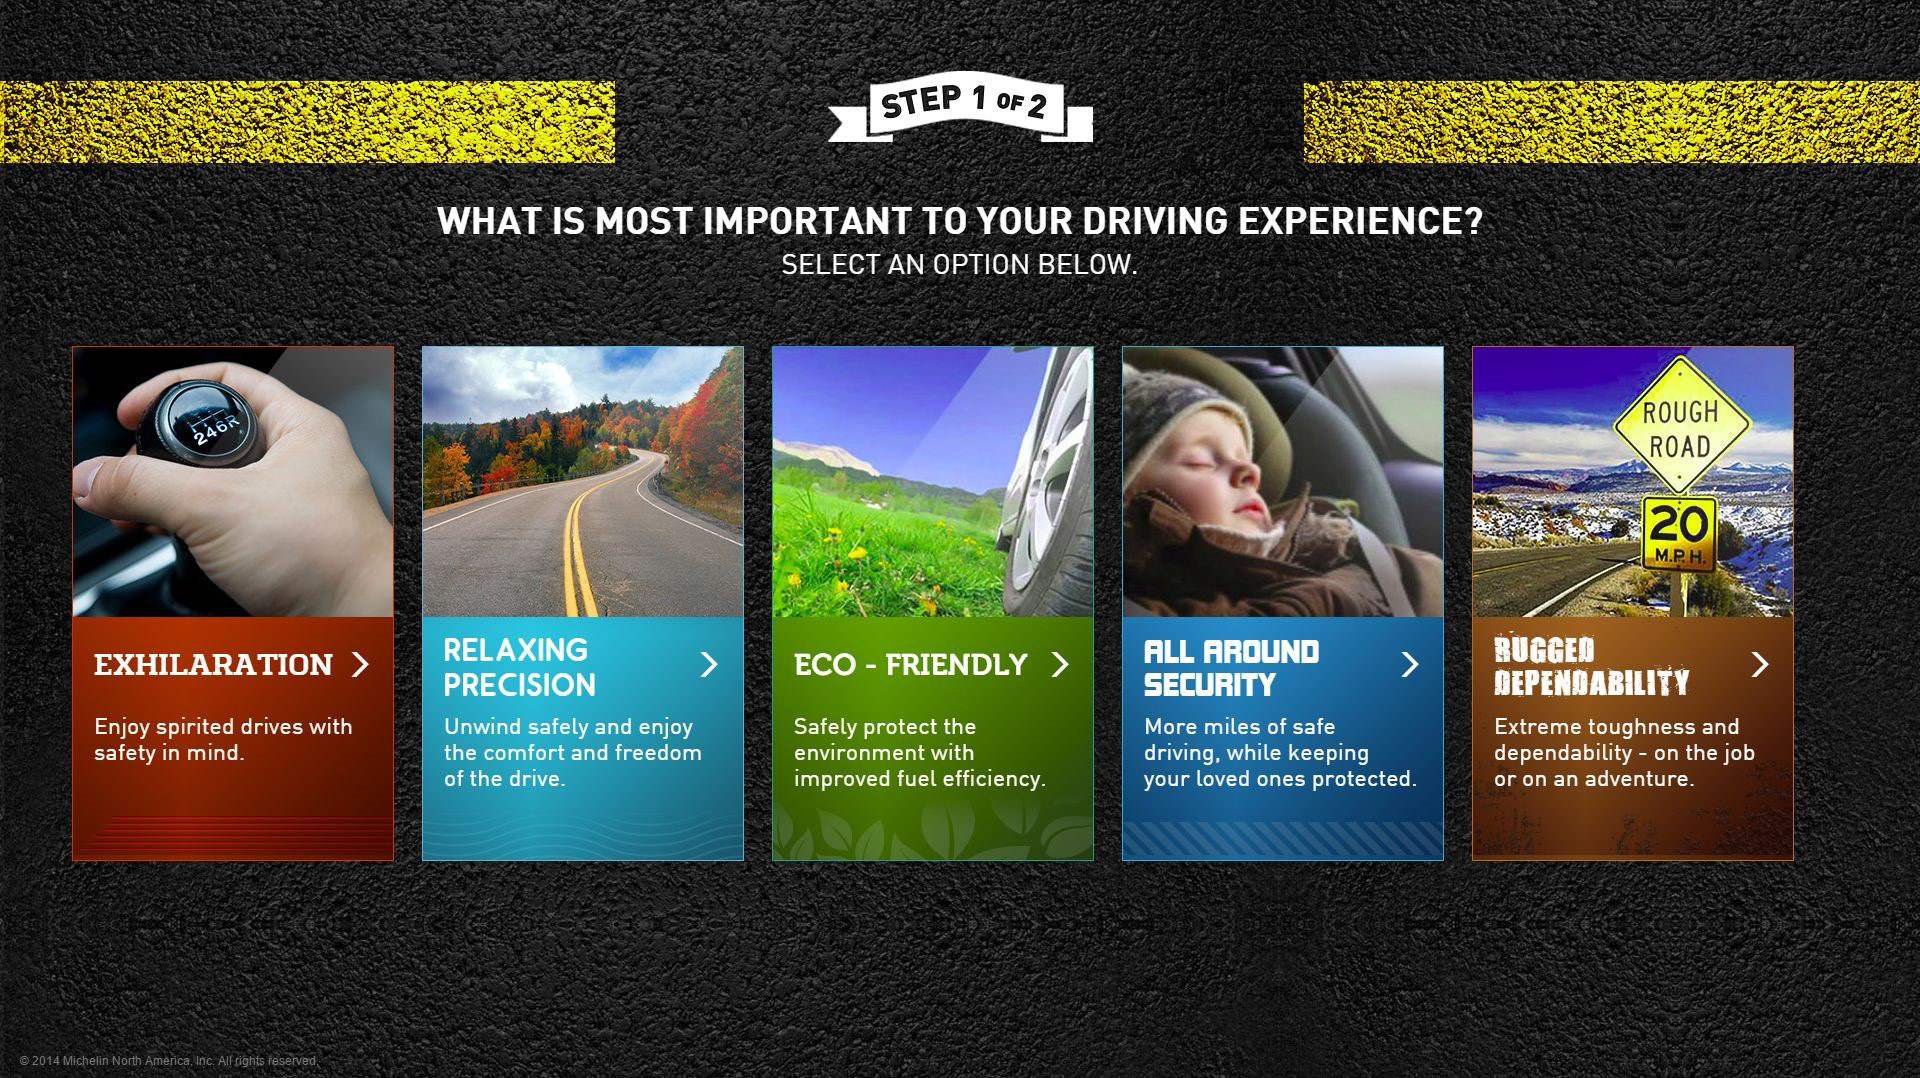 STEP 1 OF 2
WHAT IS MOST IMPORTANT TO YOUR DRIVING EXPERIENCE?
SELECT AN OPTION BELOW.
246R
EXHILARATION
Enjoy spirited drives with
safety in mind.
RELAXING
PRECISION
Unwind safely and enjoy
the comfort and freedom
of the drive.
ECO - FRIENDLY
Safely protect the
environment with
improved fuel efficiency.
ALL AROUND
SECURITY
More miles of safe
driving, while keeping
your loved ones protected.
ROUGH
ROAD
20
M.P.H.
RUGGED
DEPENDABILITY
Extreme toughness and
dependability - on the job
or on an adventure.
© 2014 Michelin North America, Inc. All rights reserved.